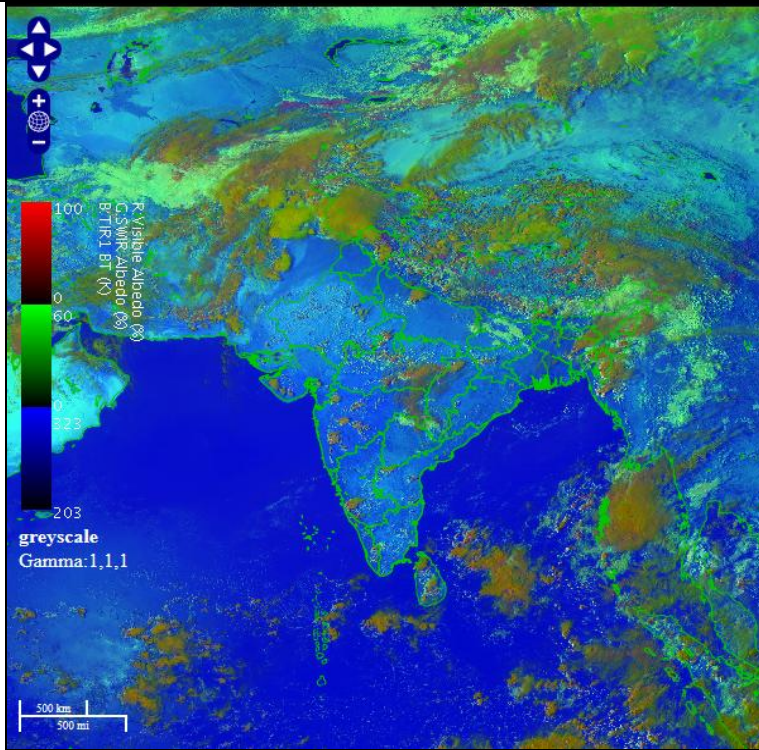 +
−
100
0
60
0
323
203
R:Visible Albedo (%)
G:SWIR Albedo (%)
B:TIR1 BT (K)
greyscale
Gamma:1,1,1
500 km
500 mi